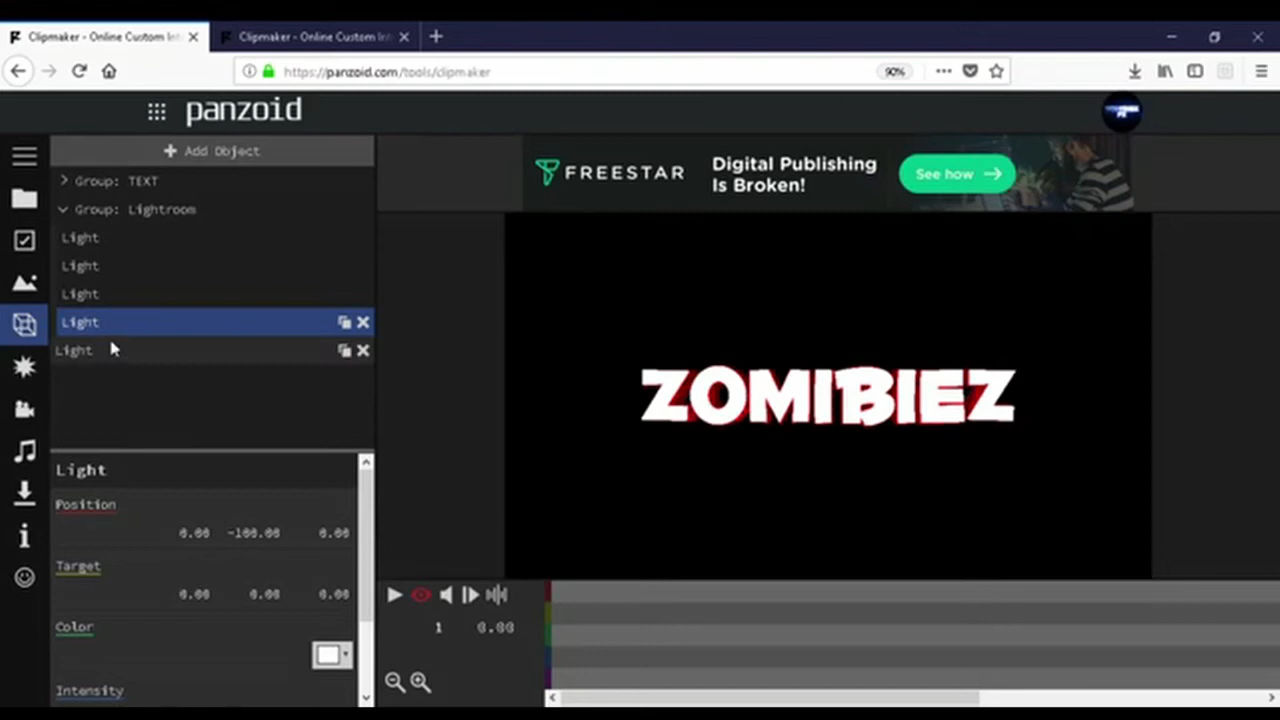 Clipmaker - Online Custom Int
Clipmaker - Online Custom Int
https://panzoid.com/tools/clipmaker
90%
panzoid
+ Add Object
Group: TEXT
Group: Lightroom
Light
Light
Light
Light
Light
FREESTAR
Digital Publishing
Is Broken!
See how
ZOMIBIEZ
Light
Position
0.00 -100.00 0.00
Target
0.00 0.00 0.00
Color
Intensity
1 0.00